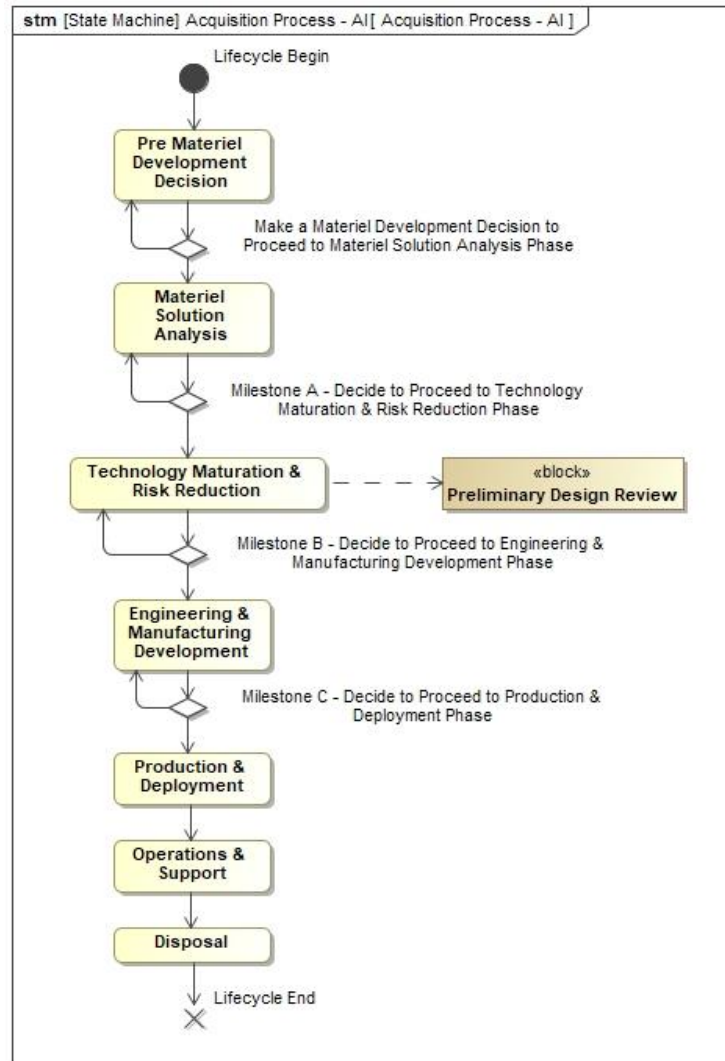 stm [State Machine] Acquisition Process - AI[ Acquisition Process - AI ]
Lifecycle Begin
Pre Materiel
Development
Decision
Make a Materiel Development Decision to
Proceed to Materiel Solution Analysis Phase
Materiel
Solution
Analysis
Milestone A - Decide to Proceed to Technology
Maturation & Risk Reduction Phase
Technology Maturation &
Risk Reduction
«block»
Preliminary Design Review
Milestone B - Decide to Proceed to Engineering &
Manufacturing Development Phase
Engineering &
Manufacturing
Development
Milestone C - Decide to Proceed to Production &
Deployment Phase
Production &
Deployment
Operations &
Support
Disposal
Lifecycle End